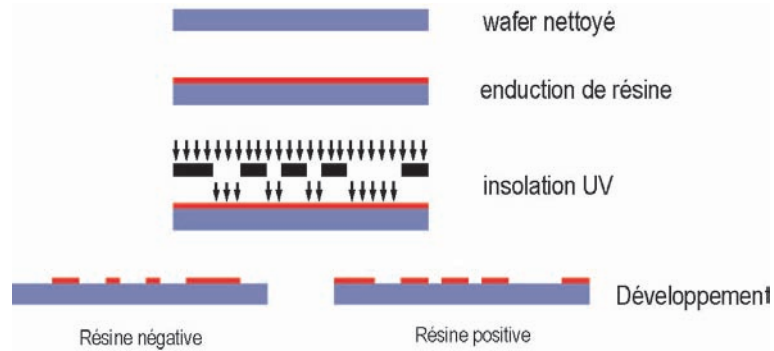 wafer nettoyé
enduction de résine
insolation UV
Développement
Résine négative
Résine positive